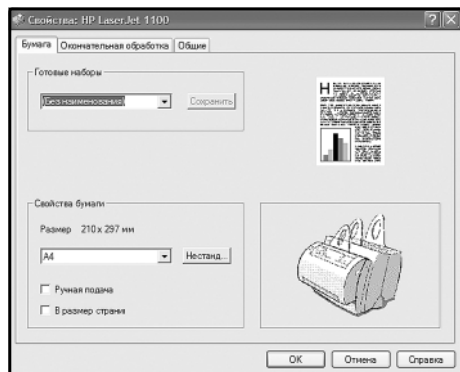 Свойства: HP LaserJet 1100
Бумага Окончательная обработка Общие
Готовые наборы
(Без наименования) Сохранить
Свойства бумаги
Размер 210 x 297 мм
A4 Нестанд...
Ручная подача
В размер страни
OK Отмена Справка